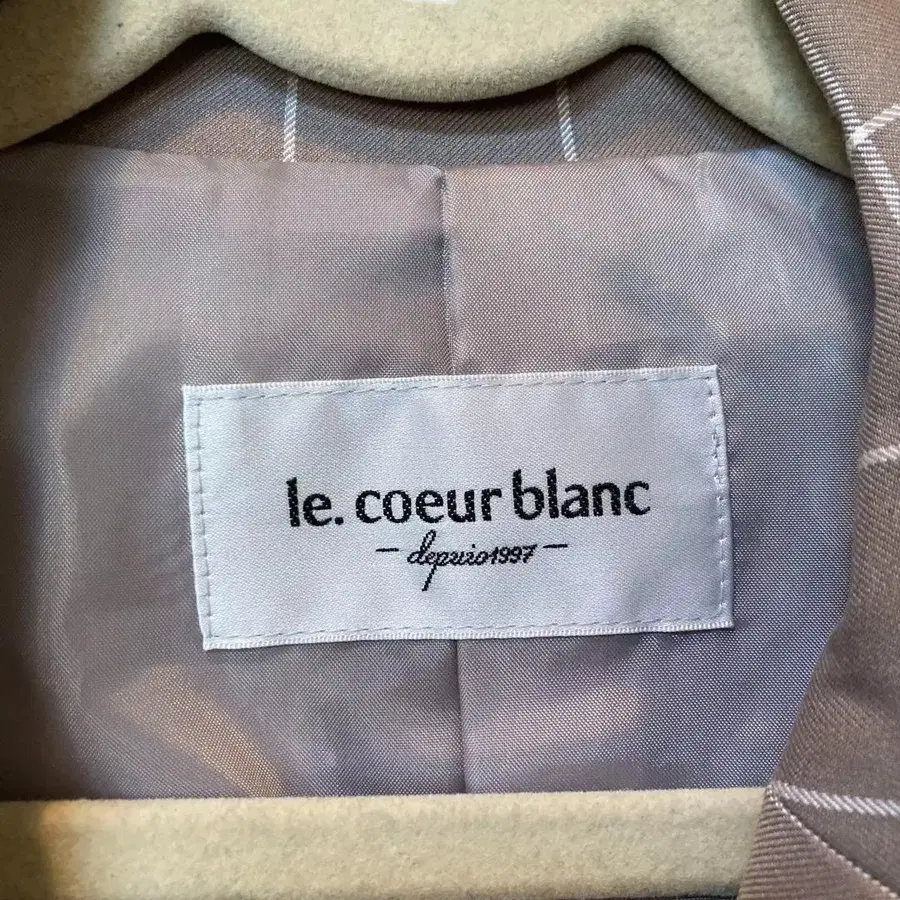 le. coeur blanc
- depuis1997 -